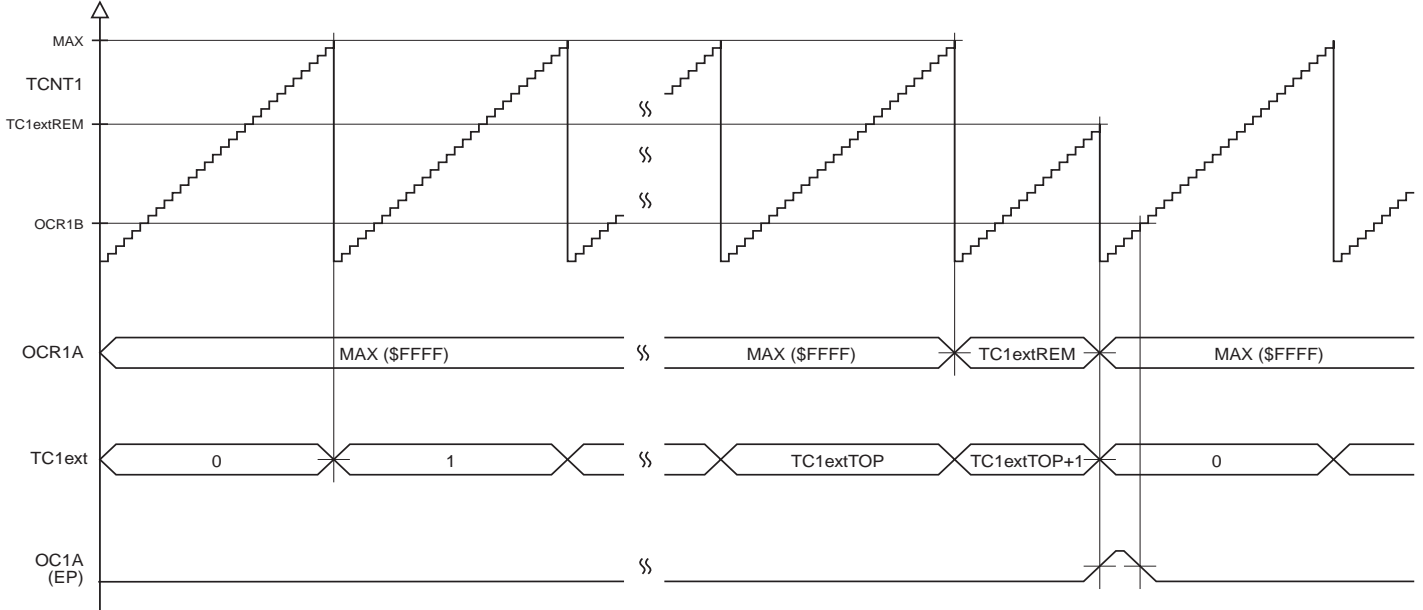 MAX
TCNT1
TC1extREM
OCR1B
OCR1A MAX ($FFFF) MAX ($FFFF) TC1extREM MAX ($FFFF)
TC1ext 0 1 TC1extTOP TC1extTOP+1 0
OC1A
(EP)